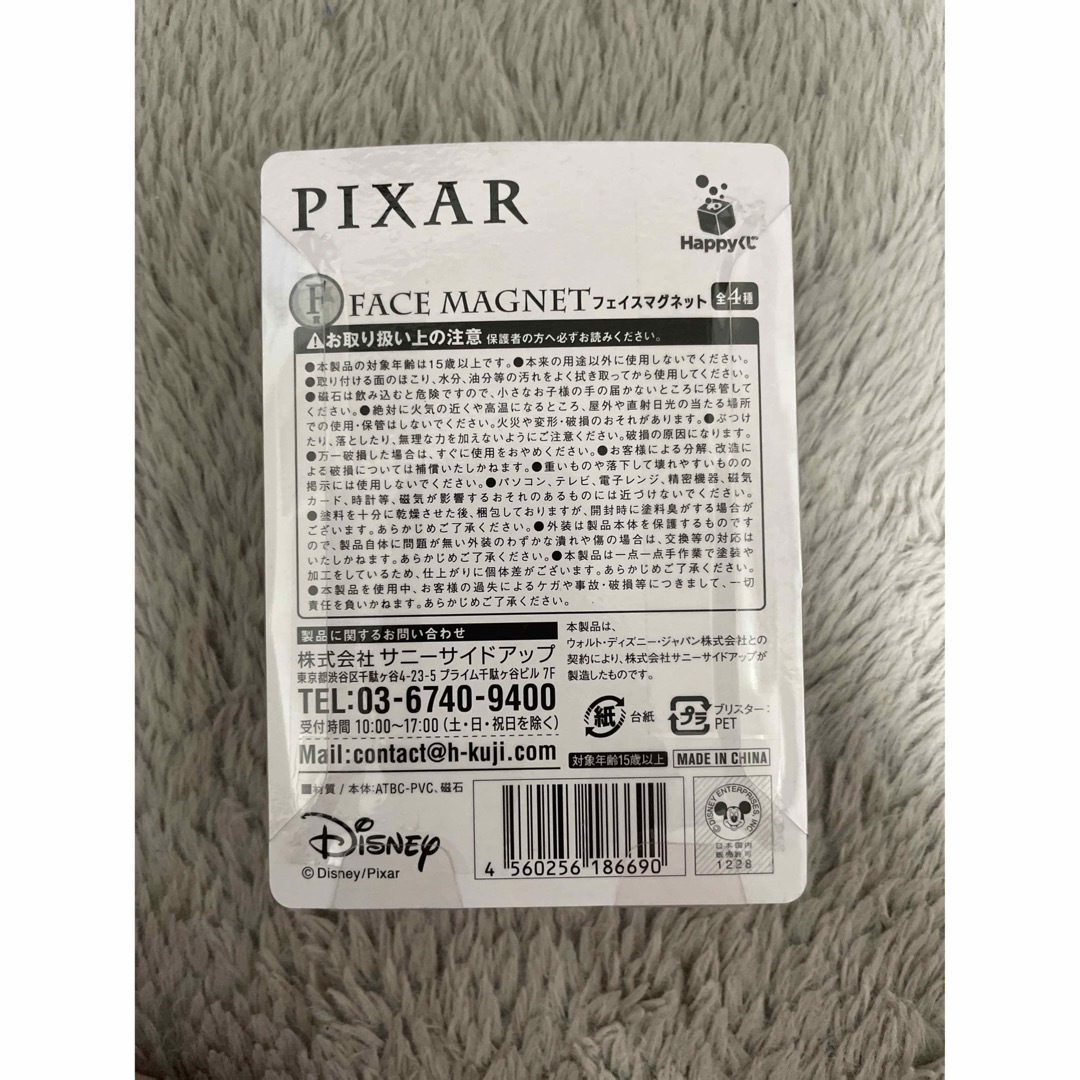 PIXAR
Happyくじ
F賞 FACE MAGNET フェイスマグネット 全4種
お取り扱い上の注意 保護者の方へ必ずお読みください。
●本製品の対象年齢は15歳以上です。●本来の用途以外に使用しないでください。
●取り付ける面のほこり、水分、油分等の汚れをよく拭き取ってから使用してください。
●磁石は飲み込むと危険ですので、小さなお子様の手の届かないところに保管して
ください。●絶対に火気の近くや高温になるところ、屋外や直射日光の当たる場所
での使用・保管はしないでください。火災や変形・破損のおそれがあります。●ぶつけ
たり、落としたり、無理な力を加えないようにご注意ください。破損の原因になります。
●万一破損した場合は、すぐに使用をおやめください。●お客様による分解、改造に
よる破損については補償いたしかねます。●重いものや落下して壊れやすいものの
掲示には使用しないでください。●パソコン、テレビ、電子レンジ、精密機器、磁気
カード、時計等、磁気が影響するおそれのあるものには近づけないでください。
●塗料を十分に乾燥させた後、梱包しておりますが、開封時に塗料臭がする場合が
ございます。あらかじめご了承ください。●外装は製品本体を保護するものです
ので、製品自体に問題が無い外装のわずかな潰れや傷の場合は、交換等の対応は
いたしかねます。あらかじめご了承ください。●本製品は一点一点手作業で塗装や
加工をしているため、仕上がりに個体差がございます。あらかじめご了承ください。
●本製品を使用中、お客様の過失によるケガや事故・破損等につきまして、一切
責任を負いかねます。あらかじめご了承ください。
製品に関するお問い合わせ
株式会社 サニーサイドアップ
東京都渋谷区千駄ヶ谷4-23-5 プライム千駄ヶ谷ビル 7F
TEL:03-6740-9400
受付時間 10:00〜17:00(土・日・祝日を除く)
Mail:contact@h-kuji.com
本製品は、
ウォルト・ディズニー・ジャパン株式会社との
契約により、株式会社サニーサイドアップが
製造したものです。
紙 台紙
プラ ブリスター:
PET
対象年齢15歳以上
MADE IN CHINA
■材質 / 本体:ATBC-PVC、磁石
Disney
©Disney/Pixar
4 560256 186690
©DISNEY ENTERPRISES, INC.
日本国内
販売許可
1228